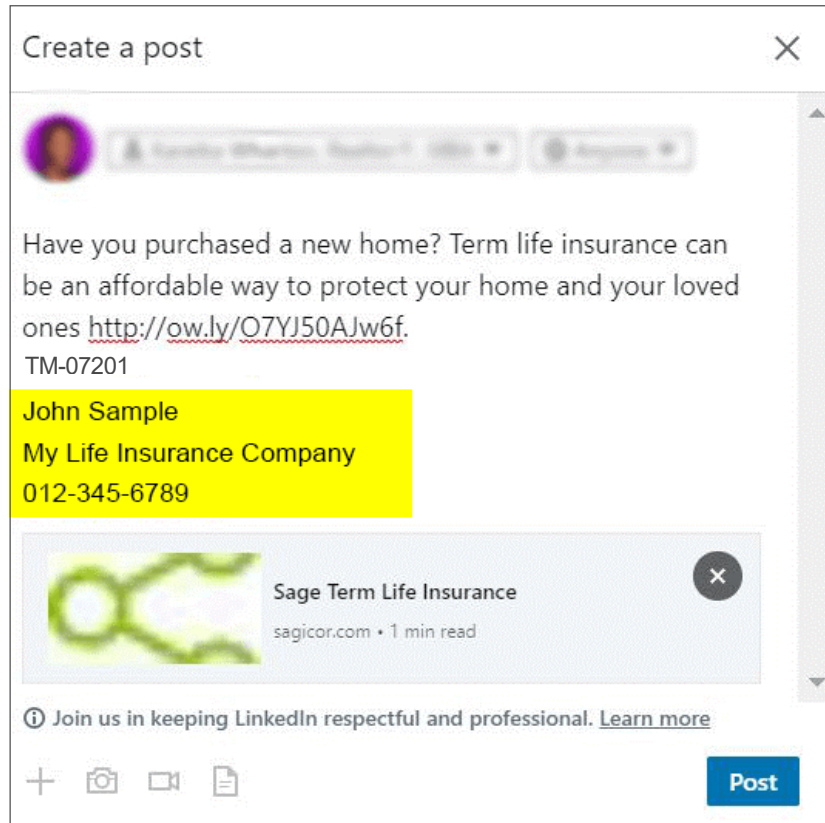 Create a post
Have you purchased a new home? Term life insurance can
be an affordable way to protect your home and your loved
ones http://ow.ly/O7YJ50AJw6f.
TM-07201
John Sample
My Life Insurance Company
012-345-6789
Sage Term Life Insurance
sagicor.com • 1 min read
Join us in keeping LinkedIn respectful and professional. Learn more
Post